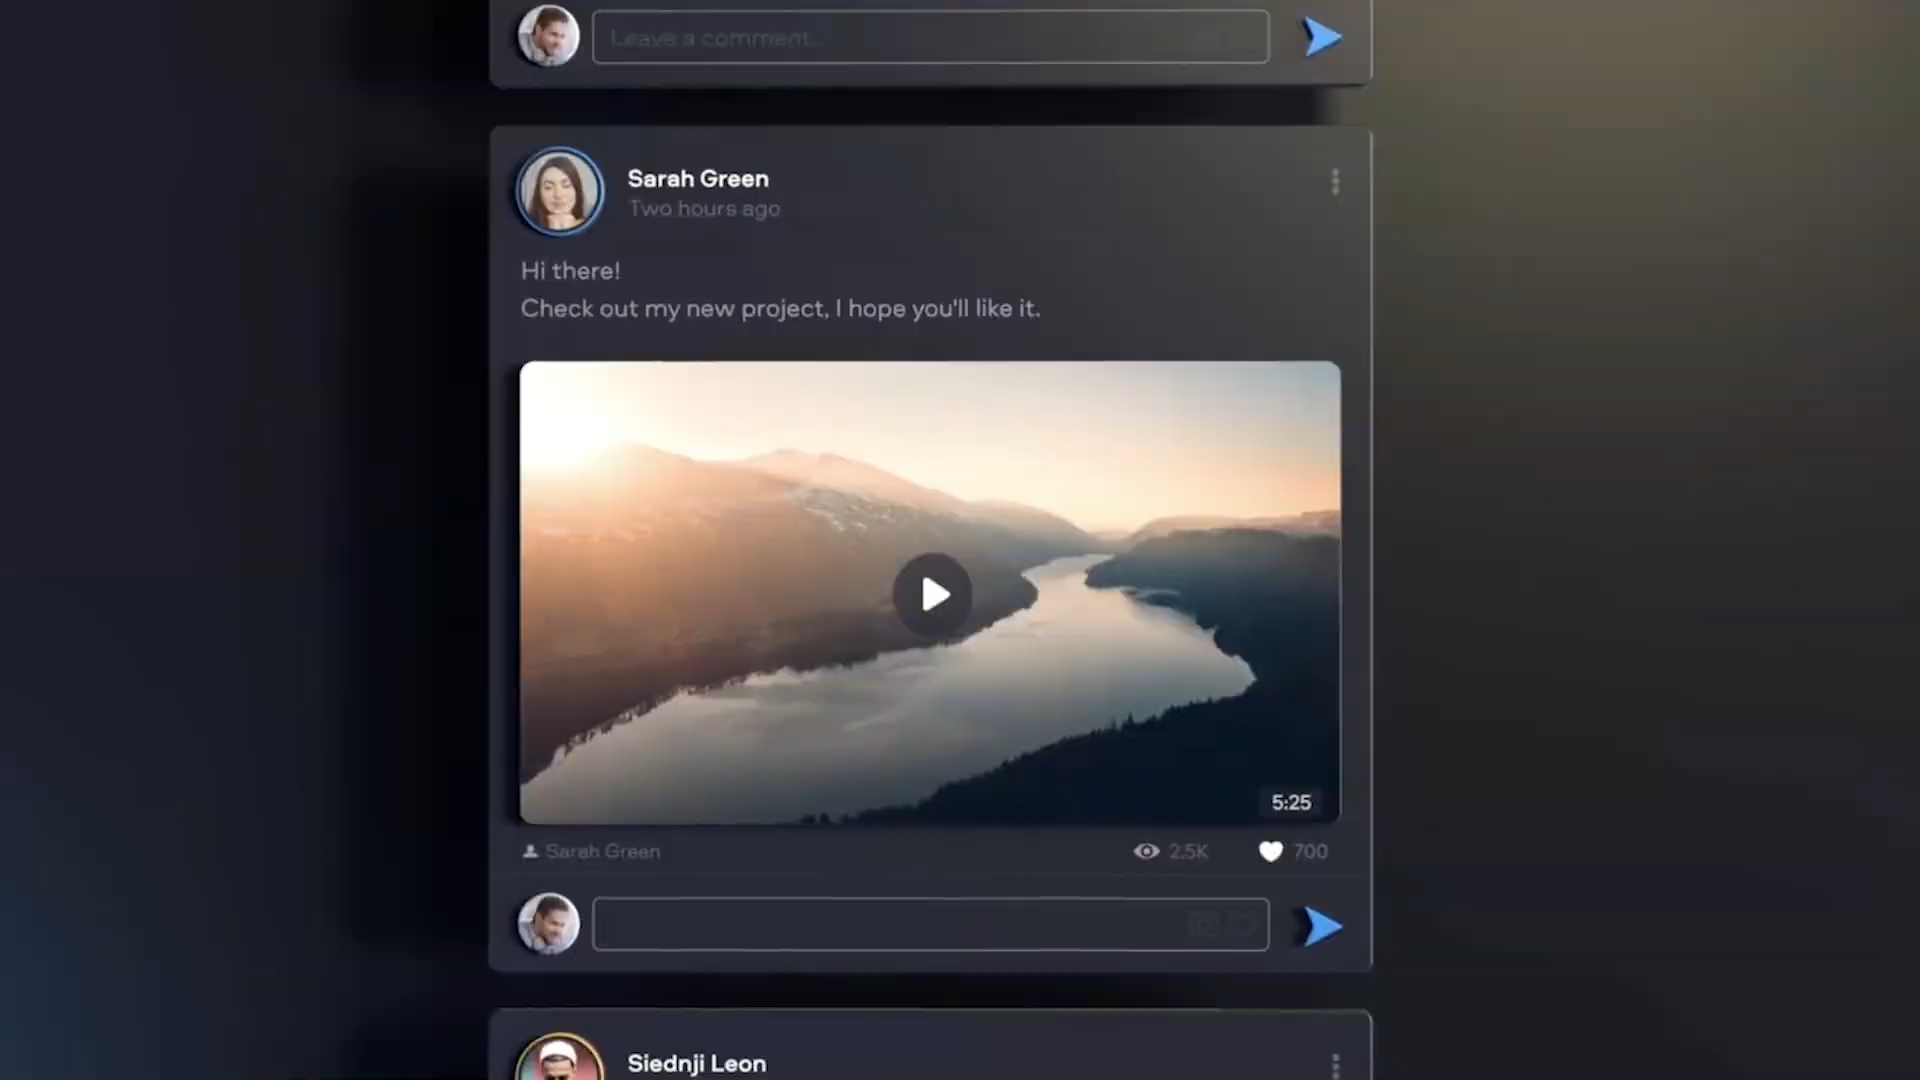 Leave a comment...
Sarah Green
Two hours ago
Hi there!
Check out my new project, I hope you'll like it.
5:25
Sarah Green
2.5K
700
Siednji Leon